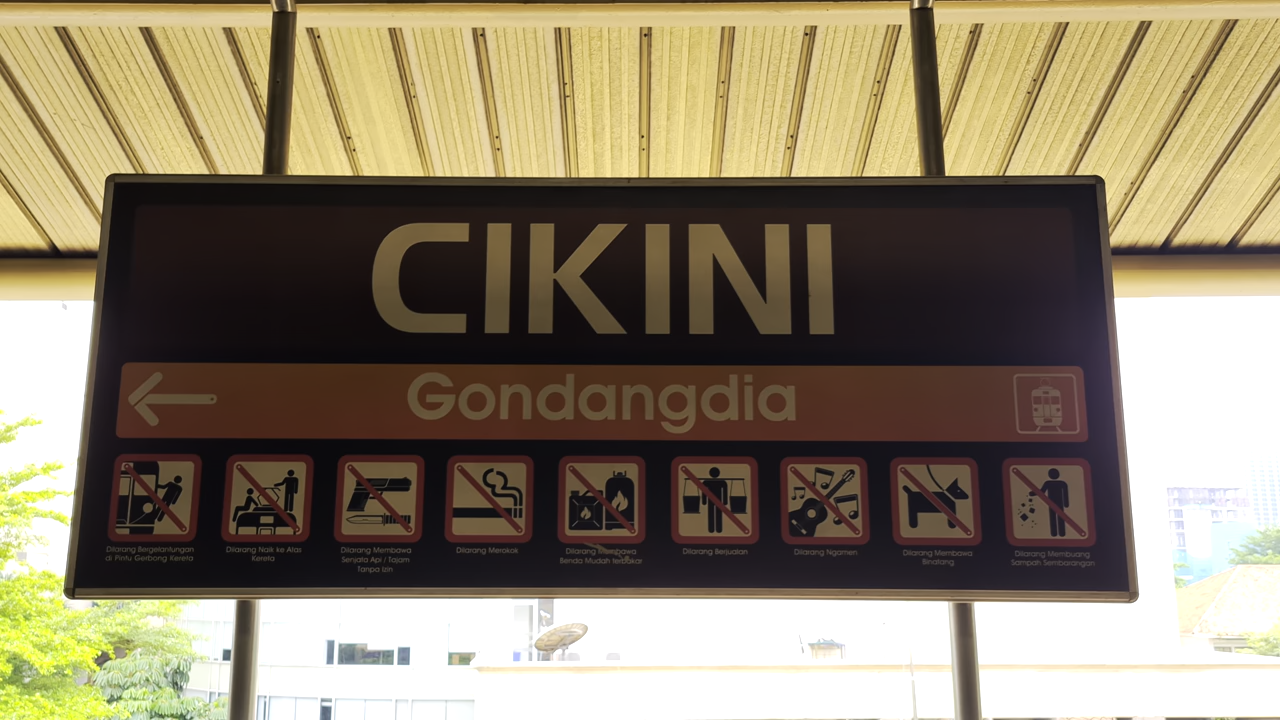 CIKINI
Gondangdia
Dilarang Bergelantungan
di Pintu Gerbong Kereta
Dilarang Naik ke Atas
Kereta
Dilarang Membawa
Senjata Api / Tajam
Tanpa Izin
Dilarang Merokok
Dilarang Membawa
Benda Mudah terbakar
Dilarang Berjualan
Dilarang Ngamen
Dilarang Membawa
Binatang
Dilarang Membuang
Sampah Sembarangan